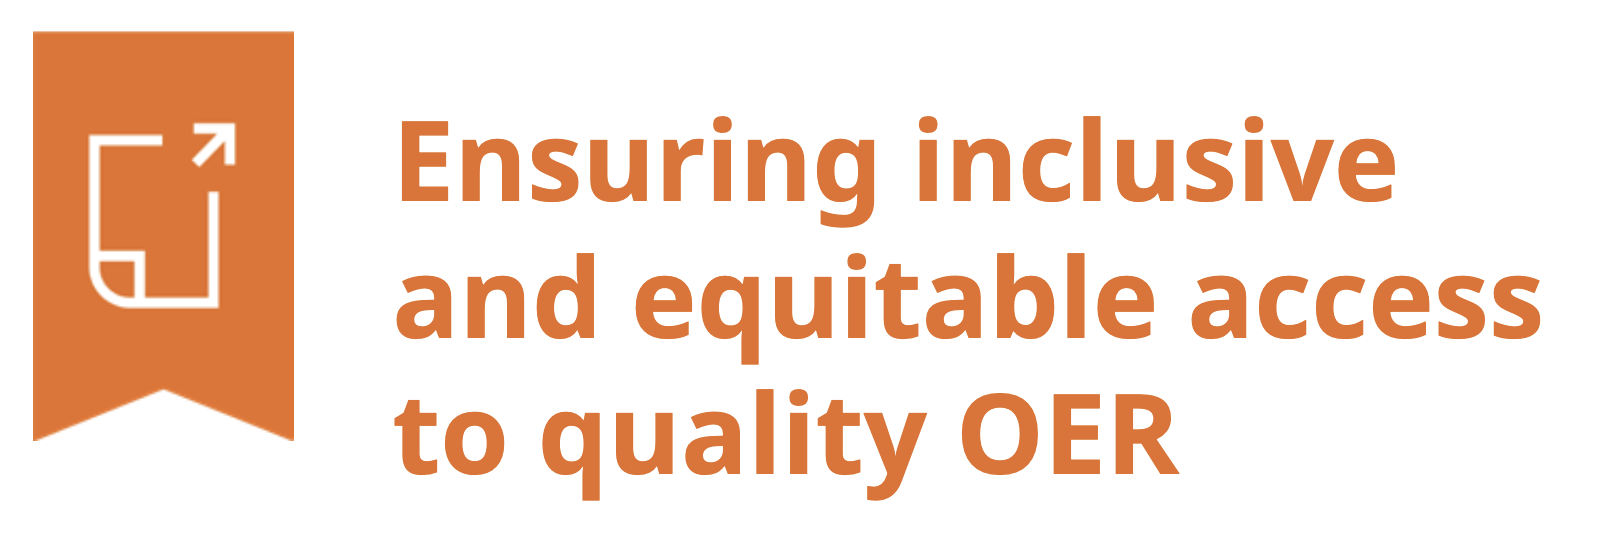 Ensuring inclusive
and equitable access
to quality OER